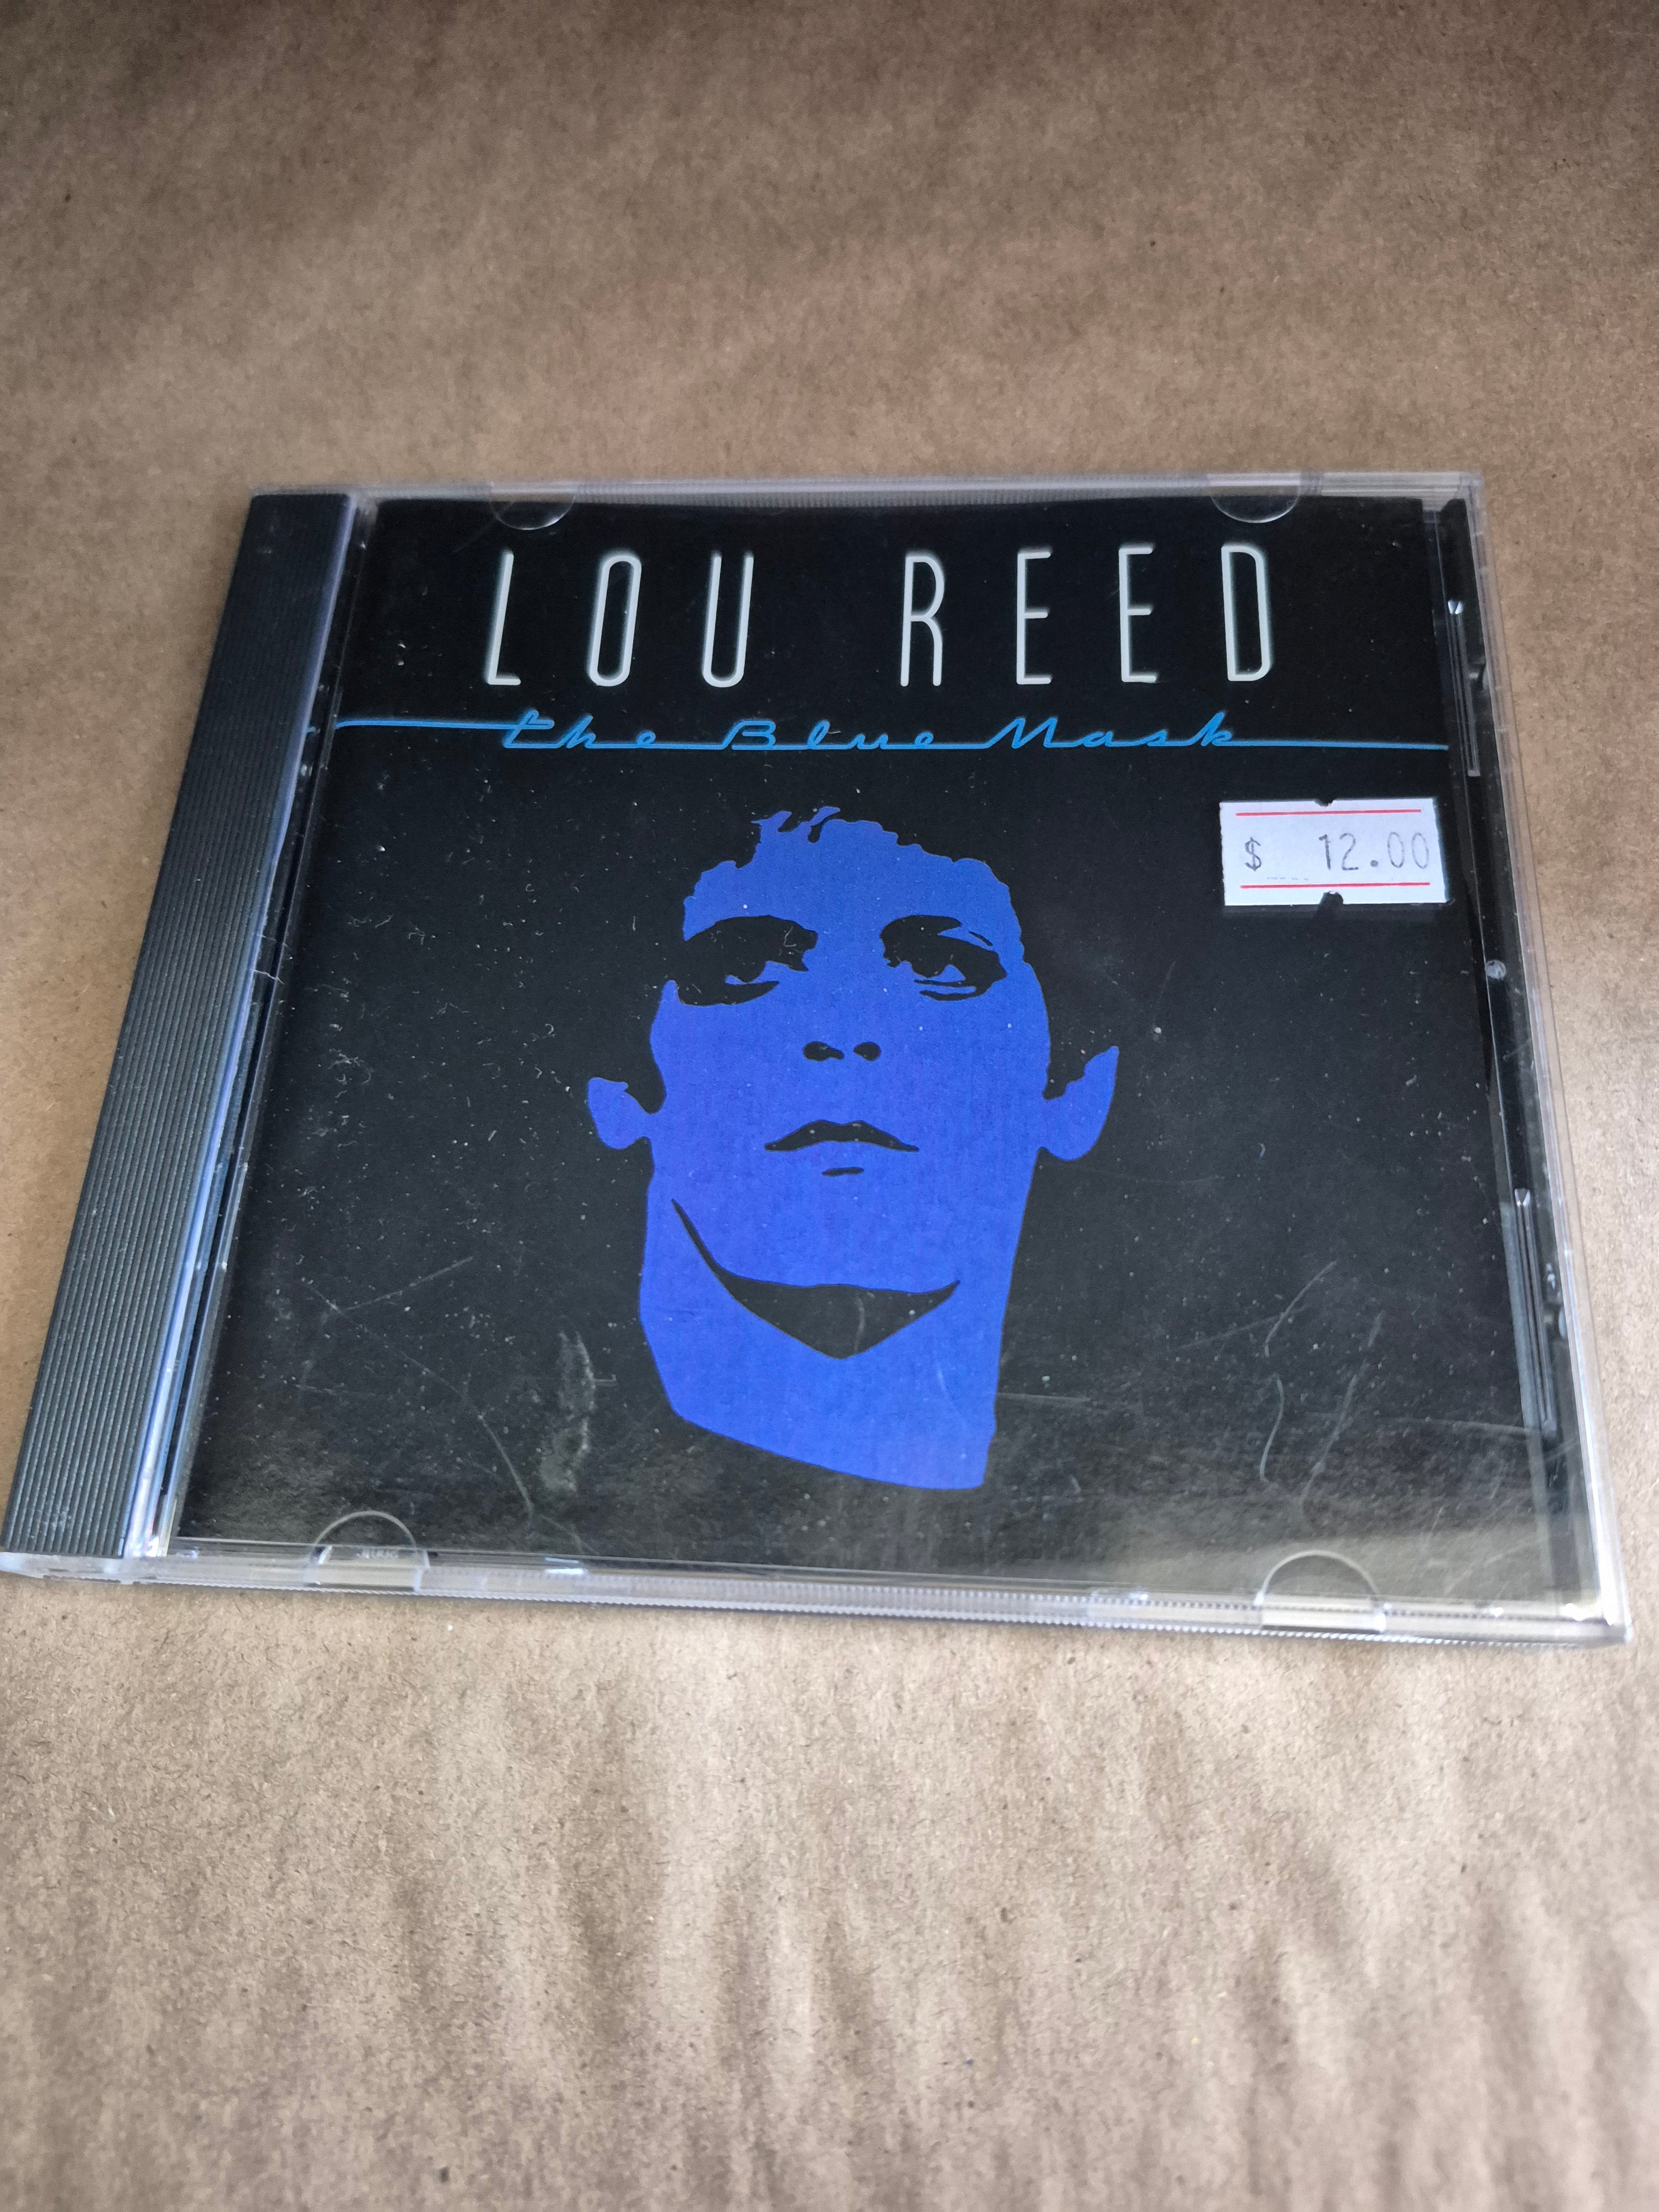 LOU REED
the Blue Mask
$ 12.00